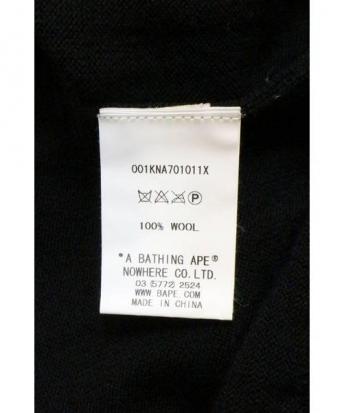 001KNA701011X
P
100% WOOL
*A BATHING APE®
NOWHERE CO. LTD.
03 (5772) 2524
WWW. BAPE. COM
MADE IN CHINA